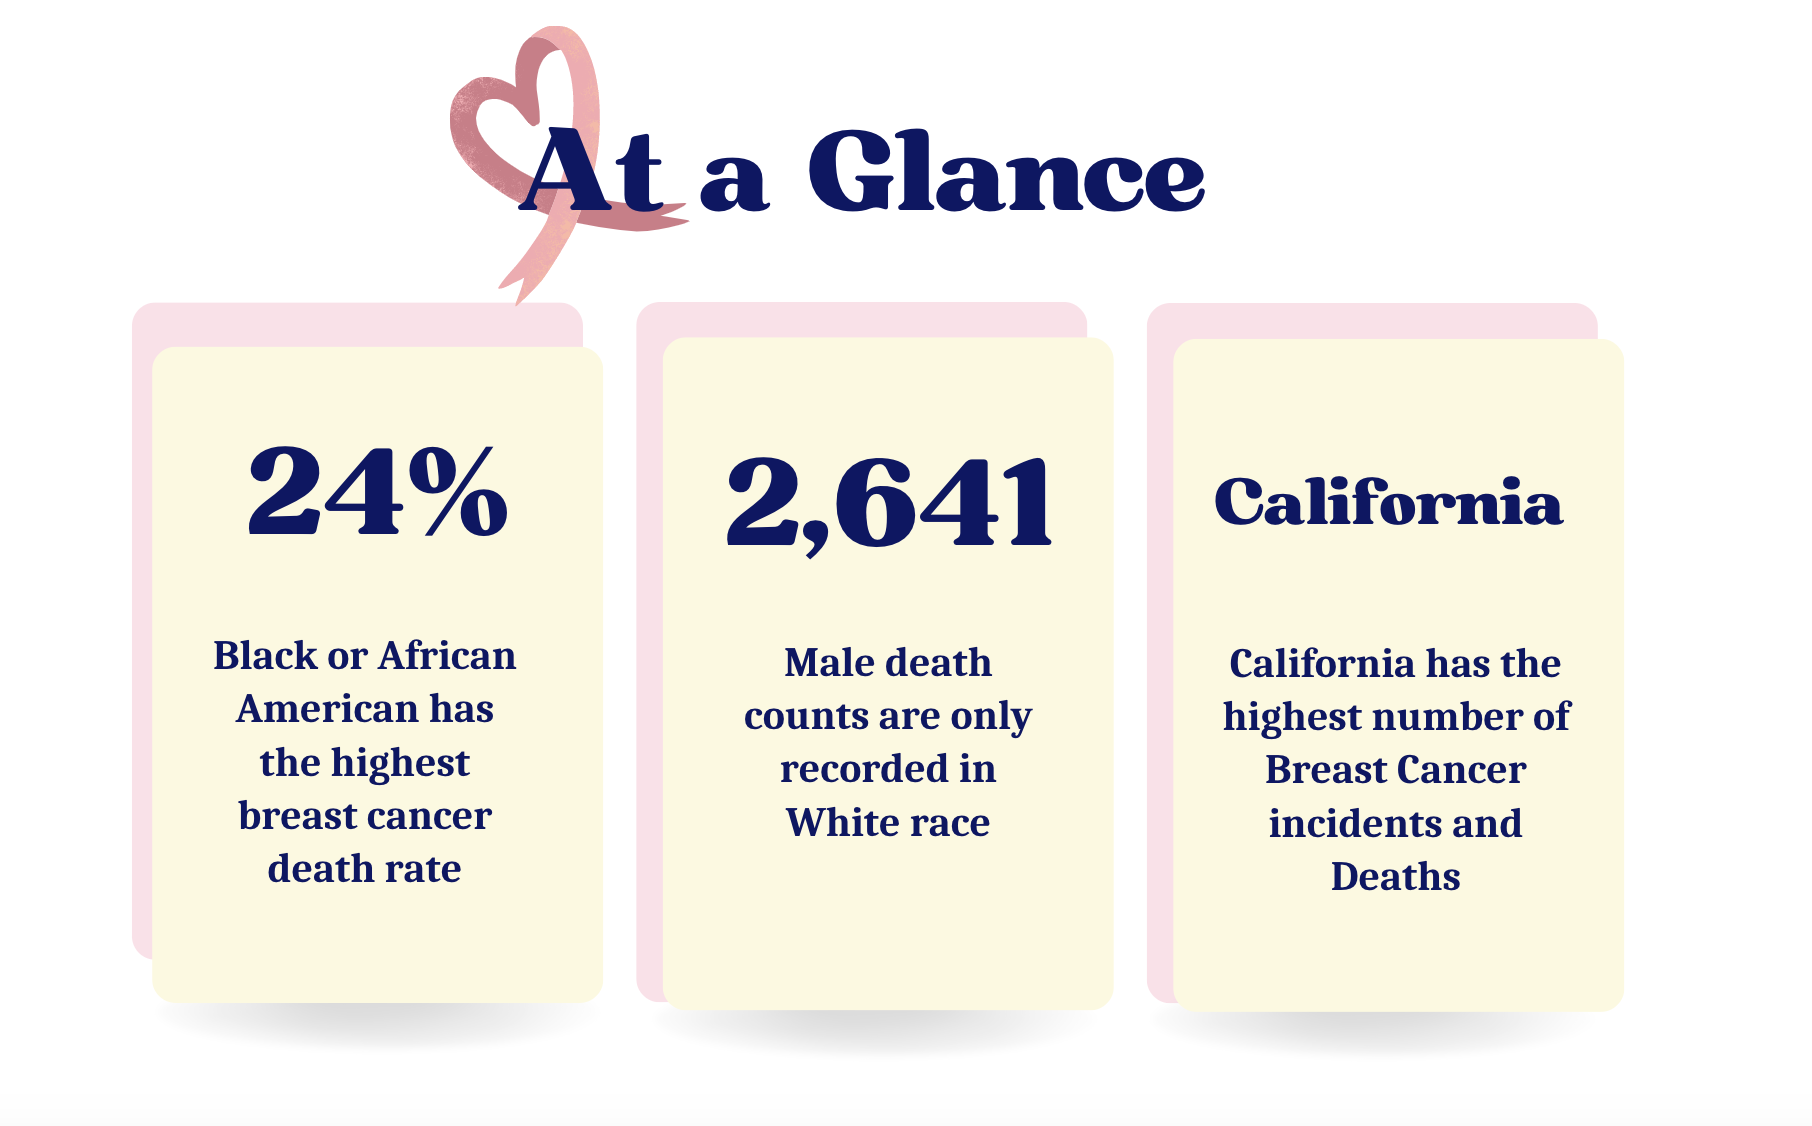 At a Glance
24%
Black or African
American has
the highest
breast cancer
death rate
2,641
Male death
counts are only
recorded in
White race
California
California has the
highest number of
Breast Cancer
incidents and
Deaths